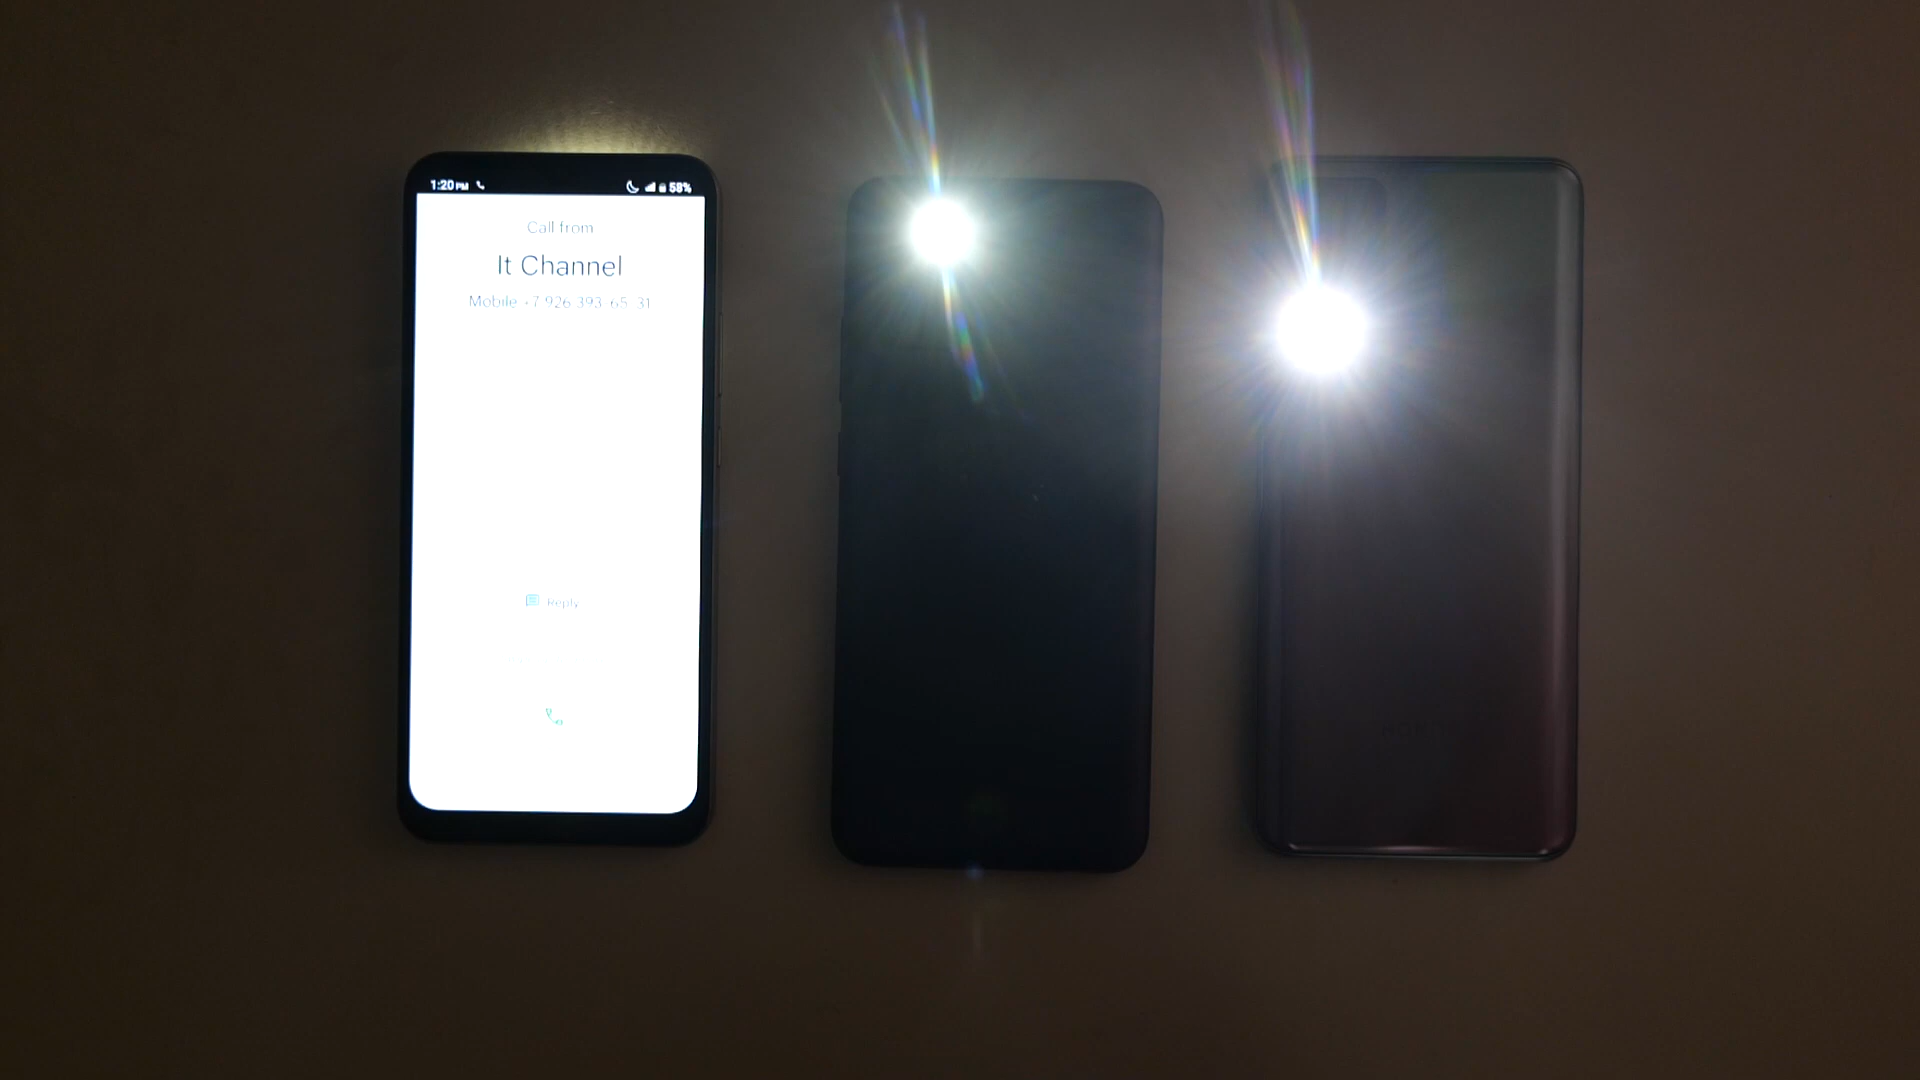 1:20 PM 58%
Call from
It Channel
Mobile +7 926 393-65-31
Reply